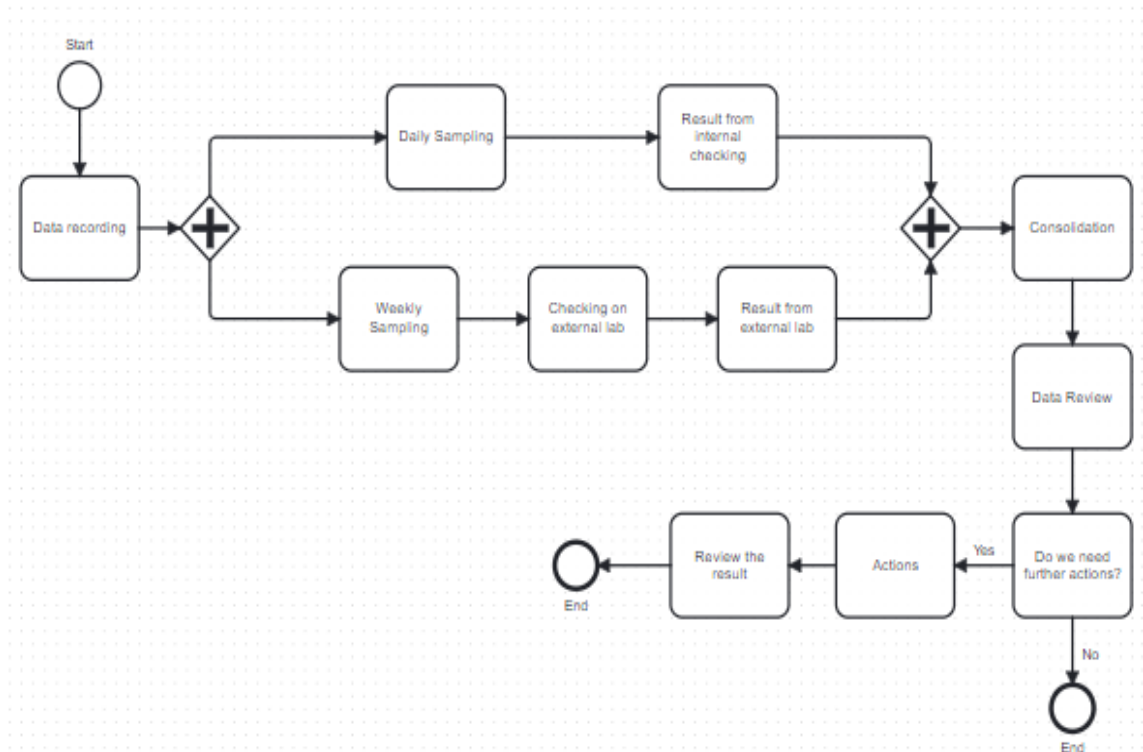 Start
Data recording
Daily Sampling
Result from
internal
checking
Weekly
Sampling
Checking on
external lab
Result from
external lab
Consolidation
Data Review
Do we need
further actions?
Yes
Actions
Review the
result
End
No
End